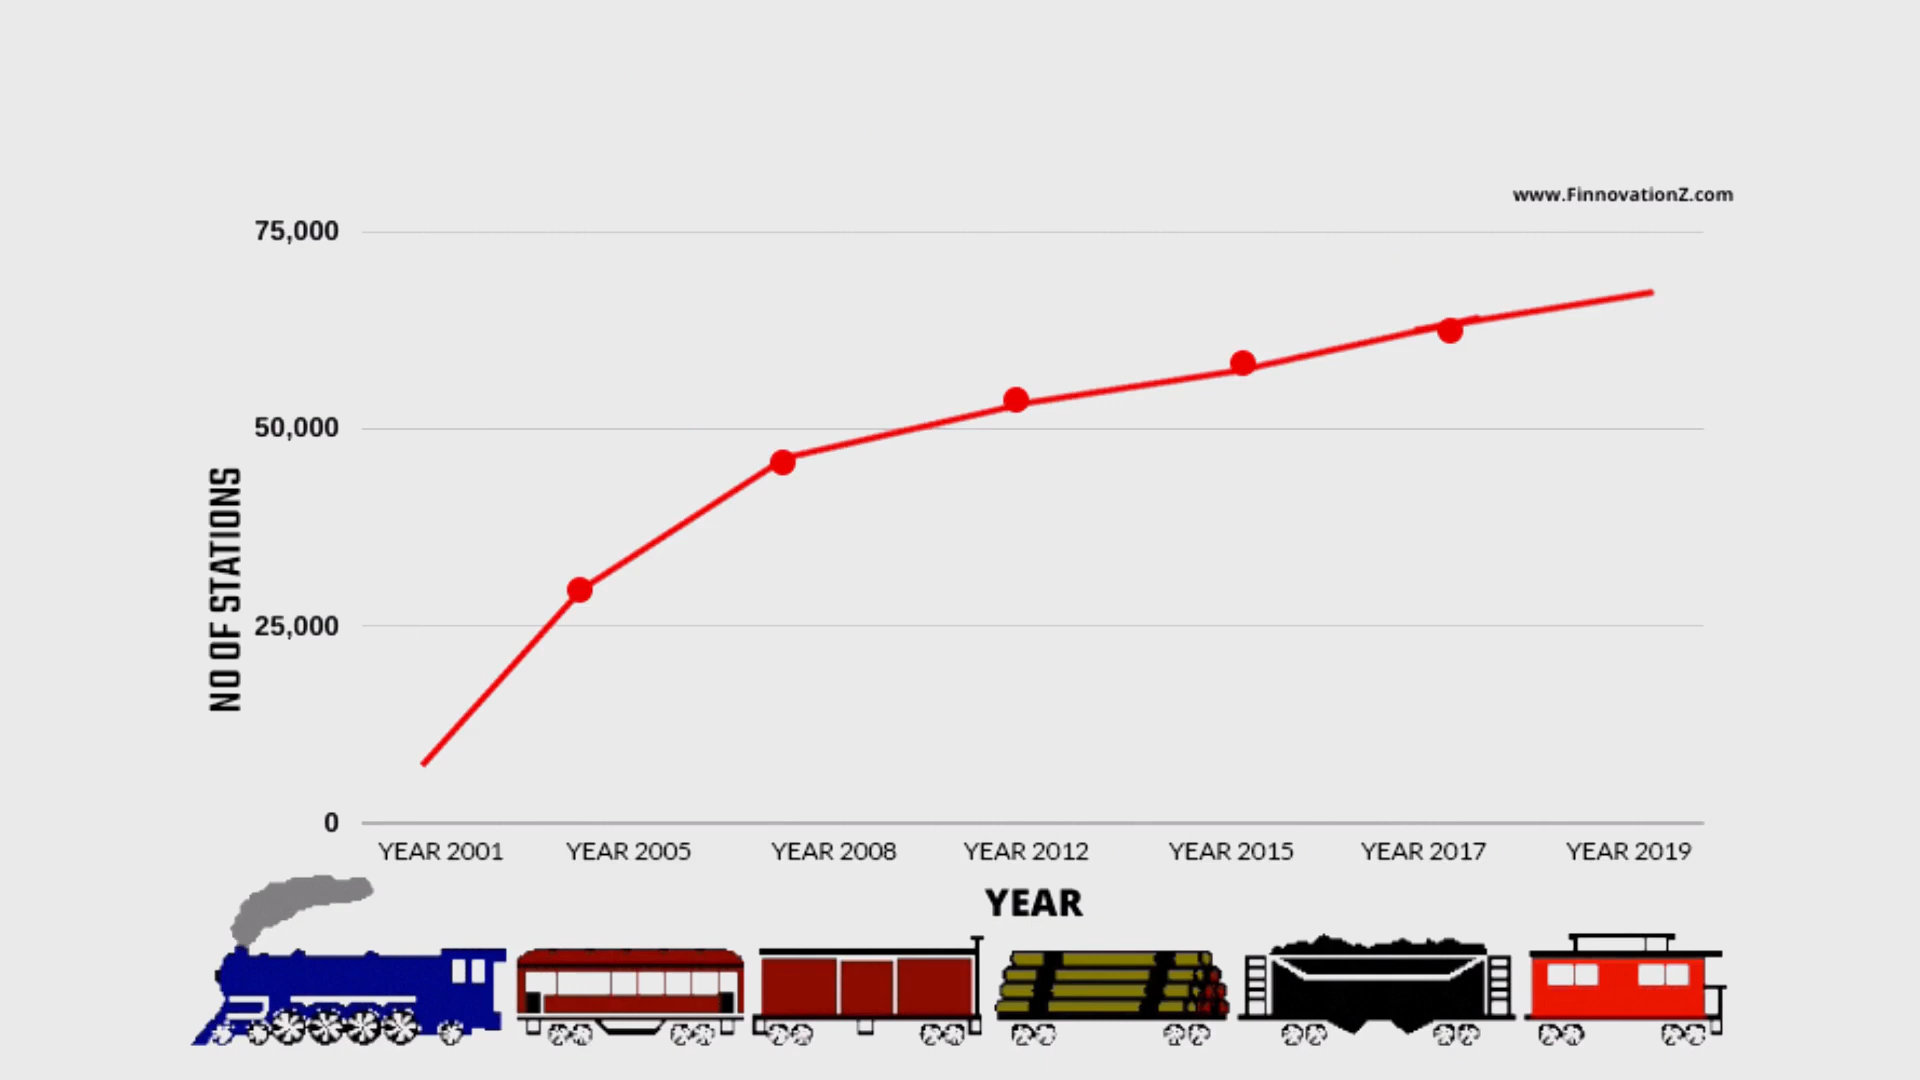 www.FinnovationZ.com
75,000
50,000
25,000
0
NO OF STATIONS
YEAR 2001 YEAR 2005 YEAR 2008 YEAR 2012 YEAR 2015 YEAR 2017 YEAR 2019
YEAR